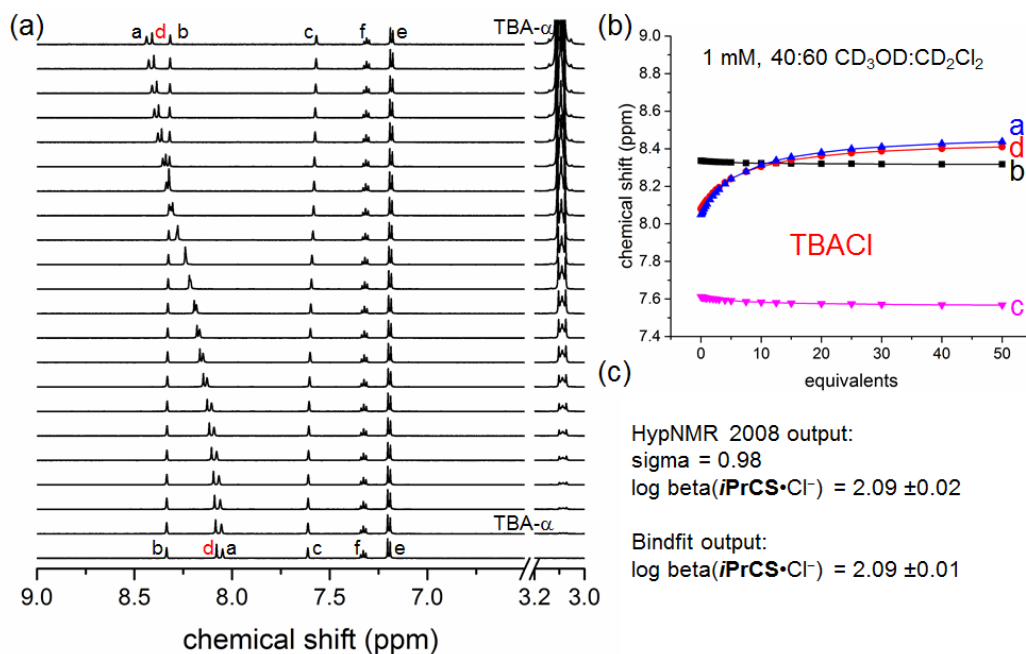 (a)
a d b c f e TBA-α
TBA-α
b d a c f e
9.0 8.5 8.0 7.5 7.0 3.2 3.0
chemical shift (ppm)
(b)
1 mM, 40:60 CD₃OD:CD₂Cl₂
9.0
8.8
8.6
8.4
8.2
8.0
7.8
7.6
7.4
chemical shift (ppm)
a
d
b
TBACl
c
0 10 20 30 40 50
equivalents
(c)
HypNMR 2008 output:
sigma = 0.98
log beta(iPrCS•Cl⁻) = 2.09 ±0.02
Bindfit output:
log beta(iPrCS•Cl⁻) = 2.09 ±0.01